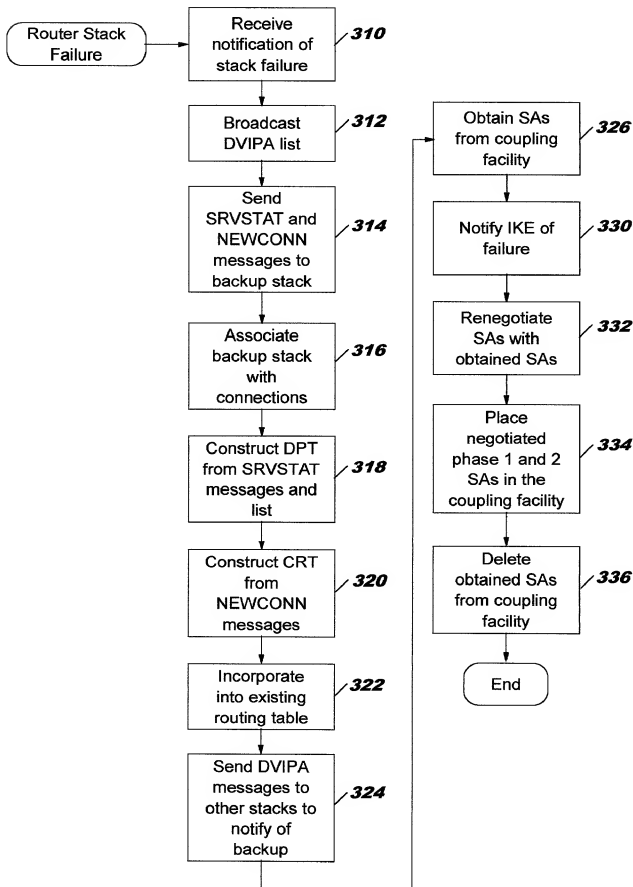 Router Stack
Failure
Receive
notification of
stack failure
310
Broadcast
DVIPA list
312
Send
SRVSTAT and
NEWCONN
messages to
backup stack
314
Associate
backup stack
with
connections
316
Construct DPT
from SRVSTAT
messages and
list
318
Construct CRT
from
NEWCONN
messages
320
Incorporate
into existing
routing table
322
Send DVIPA
messages to
other stacks to
notify of
backup
324
Obtain SAs
from coupling
facility
326
Notify IKE of
failure
330
Renegotiate
SAs with
obtained SAs
332
Place
negotiated
phase 1 and 2
SAs in the
coupling facility
334
Delete
obtained SAs
from coupling
facility
336
End